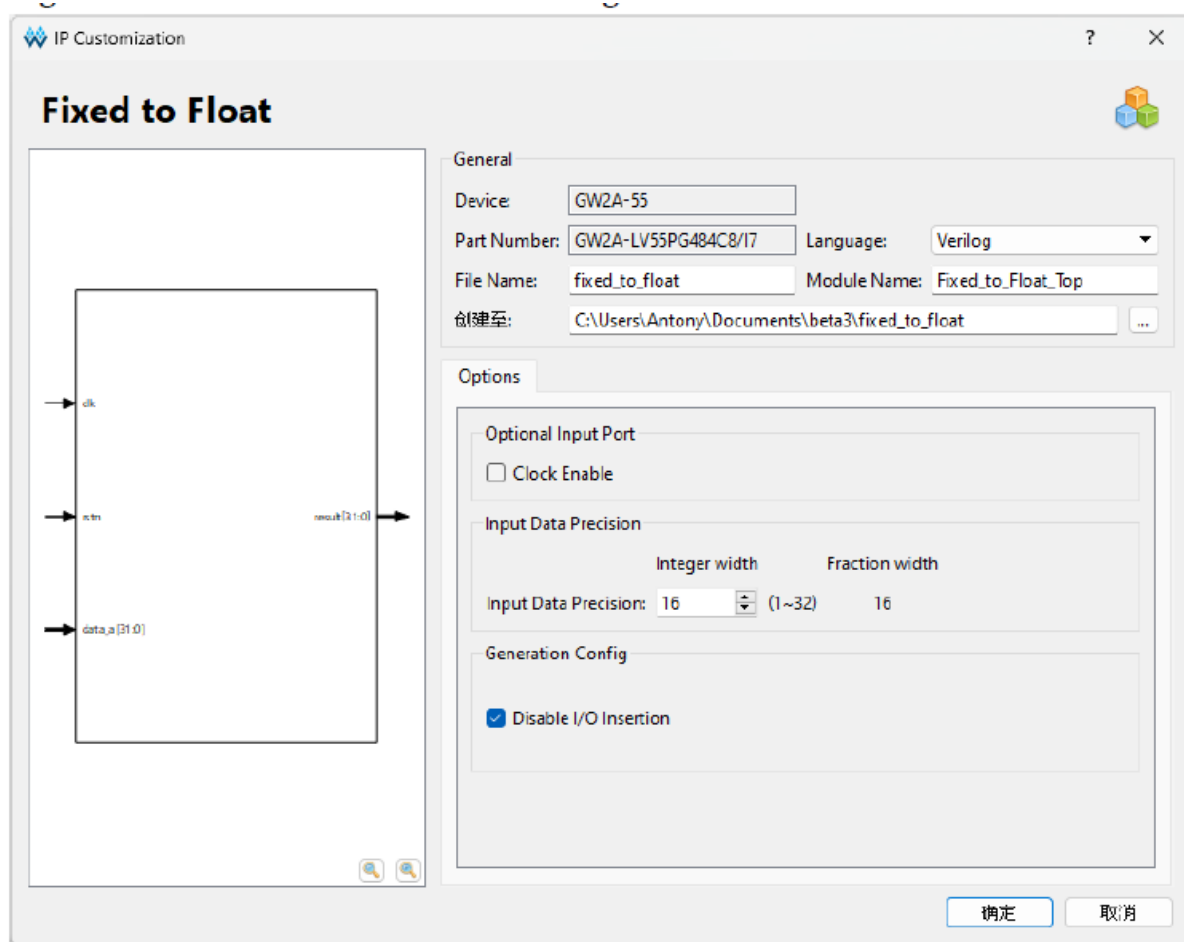 IP Customization
?
Fixed to Float
General
Device:
GW2A-55
Part Number:
GW2A-LV55PG484C8/I7
Language:
Verilog
File Name:
fixed_to_float
Module Name:
Fixed_to_Float_Top
创建至:
C:\Users\Antony\Documents\beta3\fixed_to_float
...
Options
Optional Input Port
Clock Enable
Input Data Precision
Integer width
Fraction width
Input Data Precision:
16
(1~32)
16
Generation Config
Disable I/O Insertion
clk
rstn
result[31:0]
data_a[31:0]
确定
取消